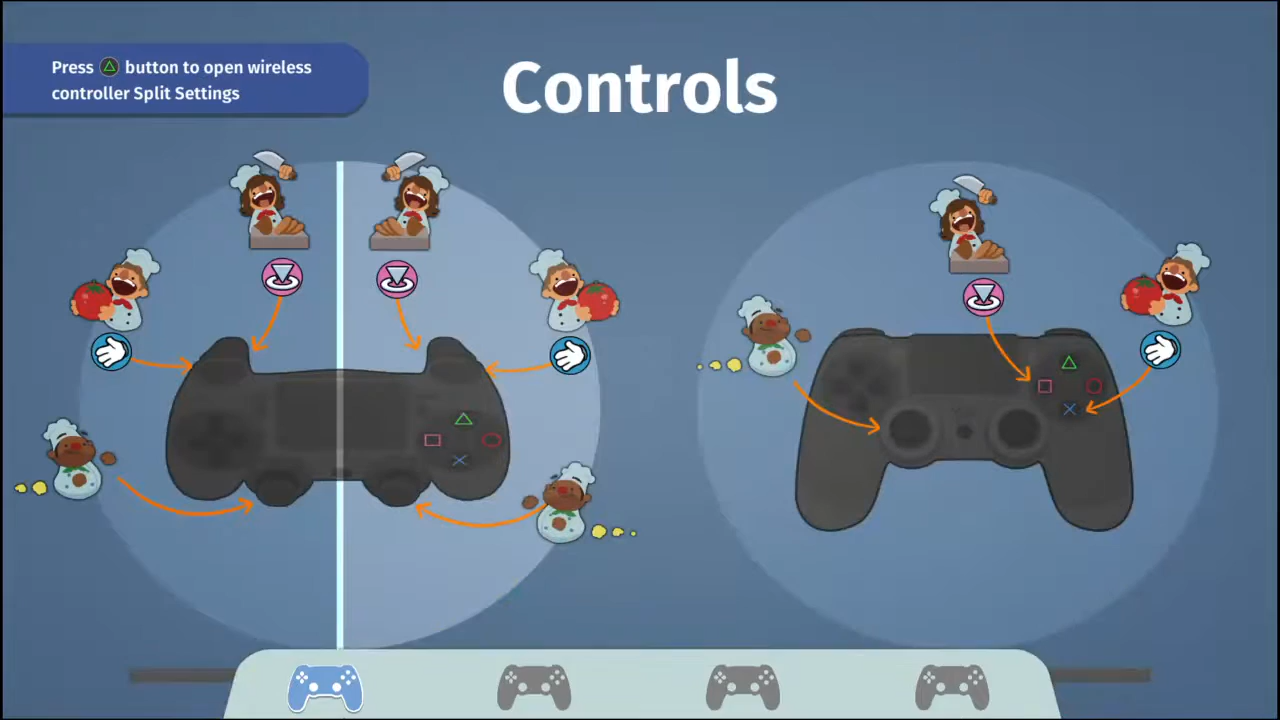 Press △ button to open wireless
controller Split Settings
Controls